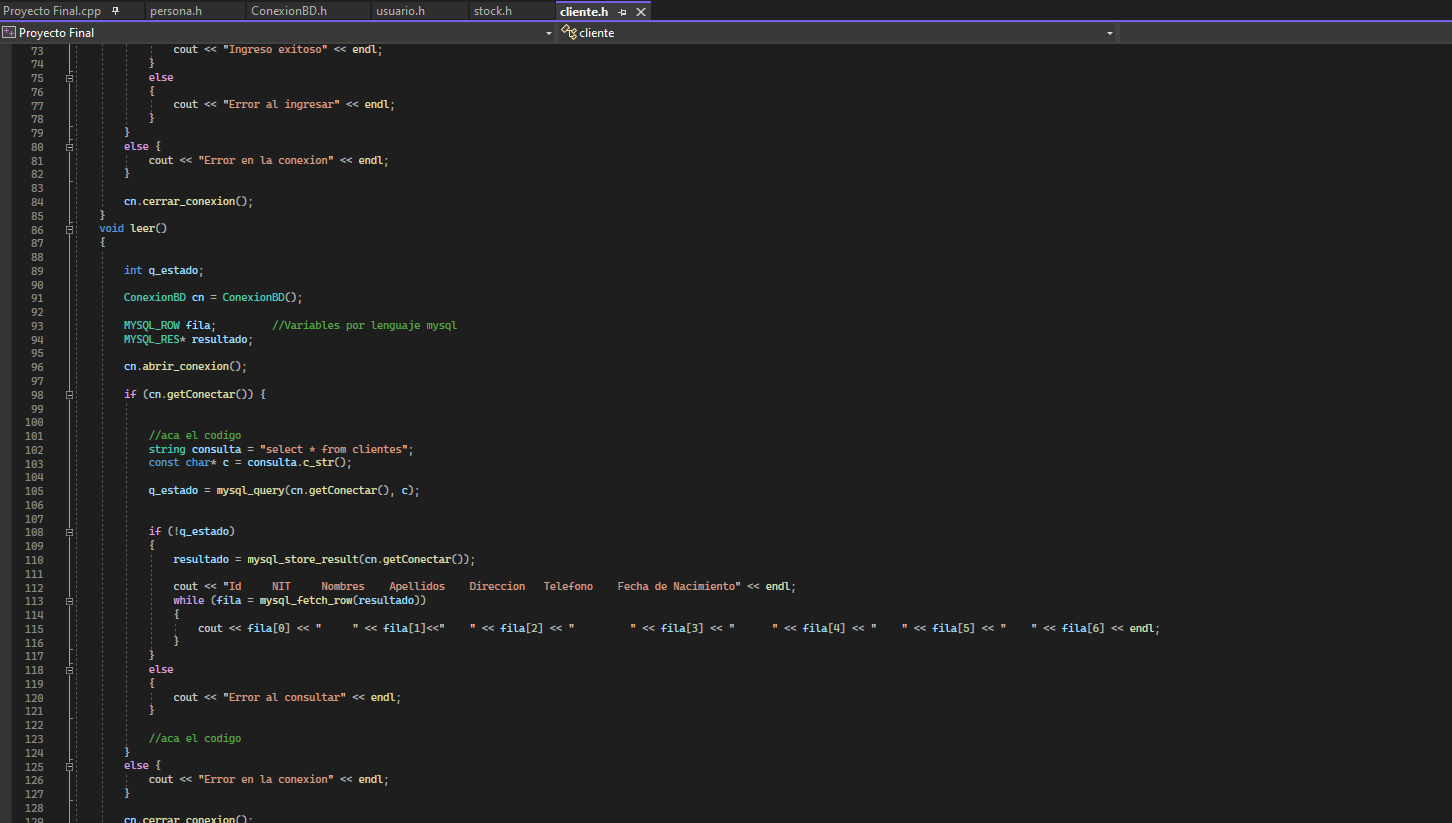 Proyecto Final.cpp persona.h ConexionBD.h usuario.h stock.h cliente.h
Proyecto Final cliente
73 cout << "Ingreso exitoso" << endl;
74 }
75 else
76 {
77 cout << "Error al ingresar" << endl;
78 }
79 }
80 else {
81 cout << "Error en la conexion" << endl;
82 }
83
84 cn.cerrar_conexion();
85 }
86 void leer()
87 {
88
89 int q_estado;
90
91 ConexionBD cn = ConexionBD();
92
93 MYSQL_ROW fila; //Variables por lenguaje mysql
94 MYSQL_RES* resultado;
95
96 cn.abrir_conexion();
97
98 if (cn.getConectar()) {
99
100
101 //aca el codigo
102 string consulta = "select * from clientes";
103 const char* c = consulta.c_str();
104
105 q_estado = mysql_query(cn.getConectar(), c);
106
107
108 if (!q_estado)
109 {
110 resultado = mysql_store_result(cn.getConectar());
111
112 cout << "Id     NIT     Nombres    Apellidos    Direccion   Telefono    Fecha de Nacimiento" << endl;
113 while (fila = mysql_fetch_row(resultado))
114 {
115 cout << fila[0] << "     " << fila[1]<<"    " << fila[2] << "         " << fila[3] << "      " << fila[4] << "    " << fila[5] << "    " << fila[6] << endl;
116 }
117 }
118 else
119 {
120 cout << "Error al consultar" << endl;
121 }
122
123 //aca el codigo
124 }
125 else {
126 cout << "Error en la conexion" << endl;
127 }
128
129 cn.cerrar_conexion();